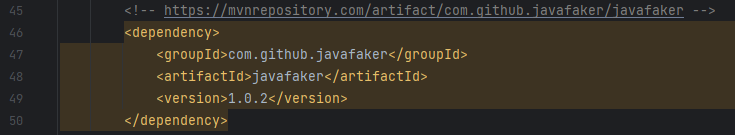 45 <!-- https://mvnrepository.com/artifact/com.github.javafaker/javafaker -->
46 <dependency>
47 <groupId>com.github.javafaker</groupId>
48 <artifactId>javafaker</artifactId>
49 <version>1.0.2</version>
50 </dependency>